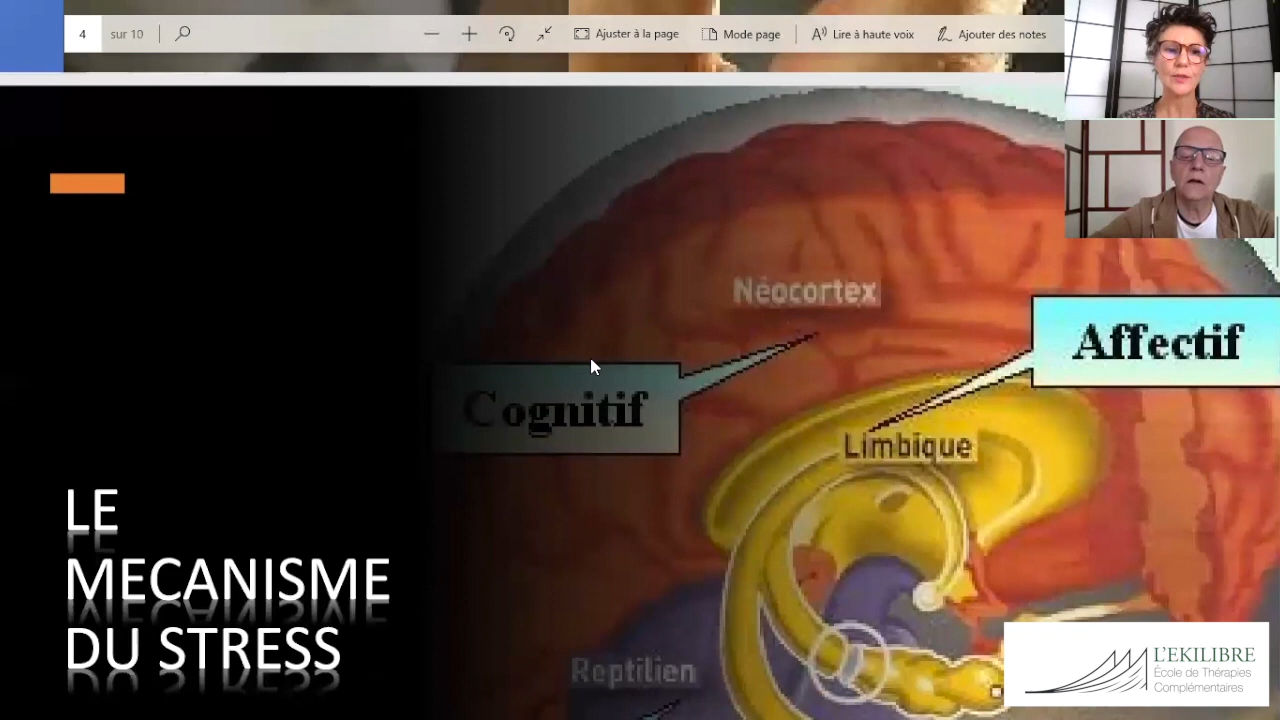 4 sur 10
Ajuster à la page
Mode page
Lire à haute voix
Ajouter des notes
Néocortex
Affectif
Cognitif
Limbique
LE
MECANISME
DU STRESS
Reptilien
L'EKILIBRE
École de Thérapies
Complémentaires